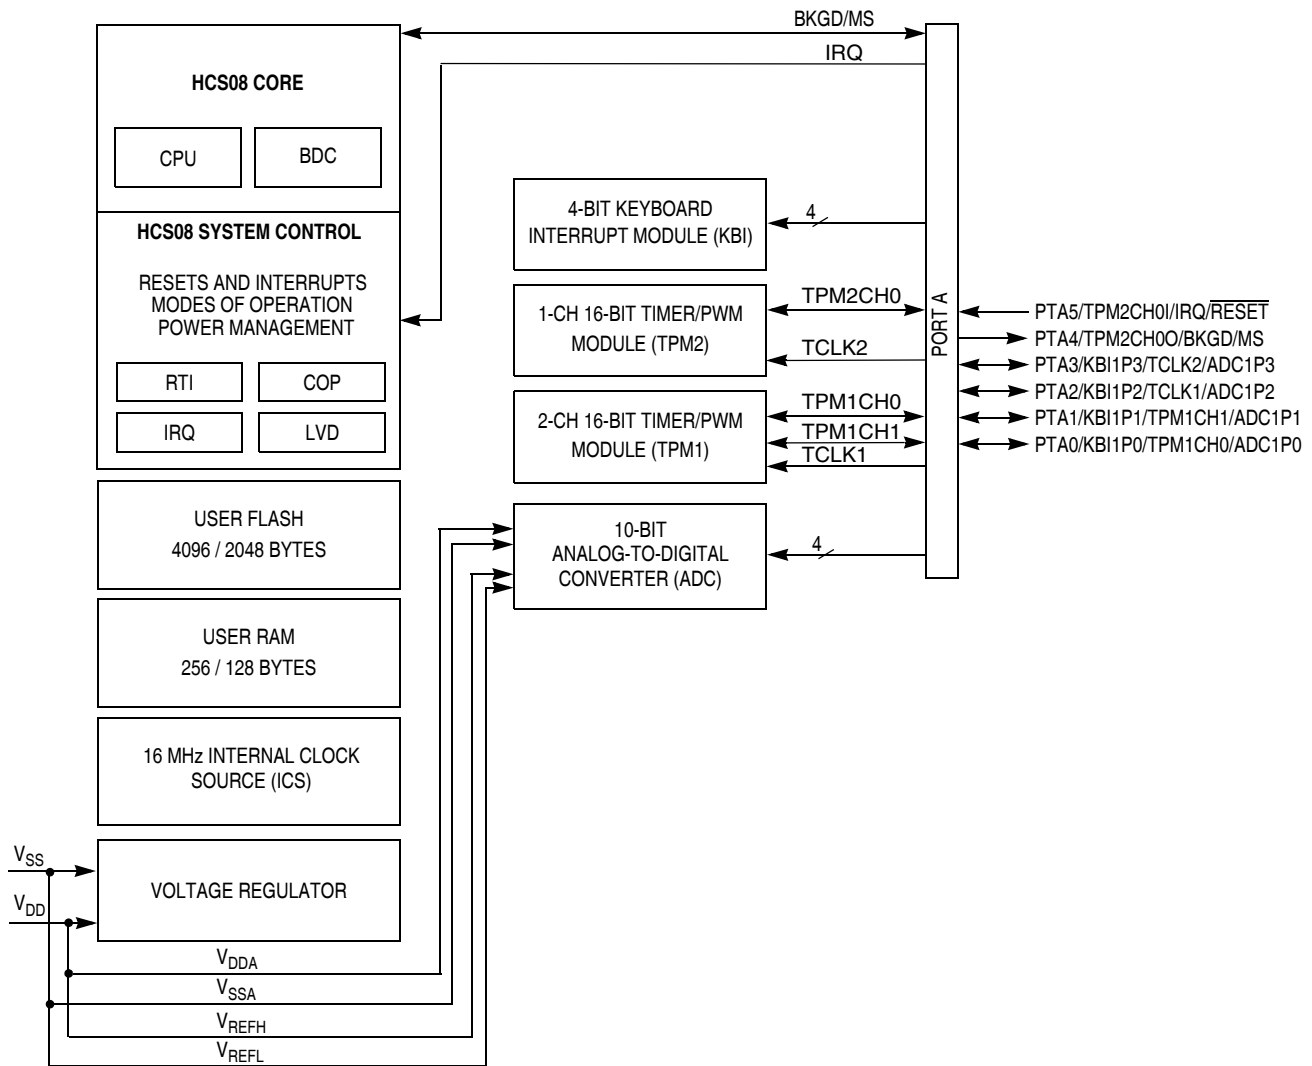 BKGD/MS
IRQ
HCS08 CORE
CPU
BDC
HCS08 SYSTEM CONTROL
RESETS AND INTERRUPTS
MODES OF OPERATION
POWER MANAGEMENT
RTI
COP
IRQ
LVD
USER FLASH
4096 / 2048 BYTES
USER RAM
256 / 128 BYTES
16 MHz INTERNAL CLOCK
SOURCE (ICS)
VOLTAGE REGULATOR
VSS
VDD
VDDA
VSSA
VREFH
VREFL
4-BIT KEYBOARD
INTERRUPT MODULE (KBI)
4
1-CH 16-BIT TIMER/PWM
MODULE (TPM2)
TPM2CH0
TCLK2
2-CH 16-BIT TIMER/PWM
MODULE (TPM1)
TPM1CH0
TPM1CH1
TCLK1
10-BIT
ANALOG-TO-DIGITAL
CONVERTER (ADC)
4
PORT A
PTA5/TPM2CH0I/IRQ/RESET
PTA4/TPM2CH0O/BKGD/MS
PTA3/KBI1P3/TCLK2/ADC1P3
PTA2/KBI1P2/TCLK1/ADC1P2
PTA1/KBI1P1/TPM1CH1/ADC1P1
PTA0/KBI1P0/TPM1CH0/ADC1P0